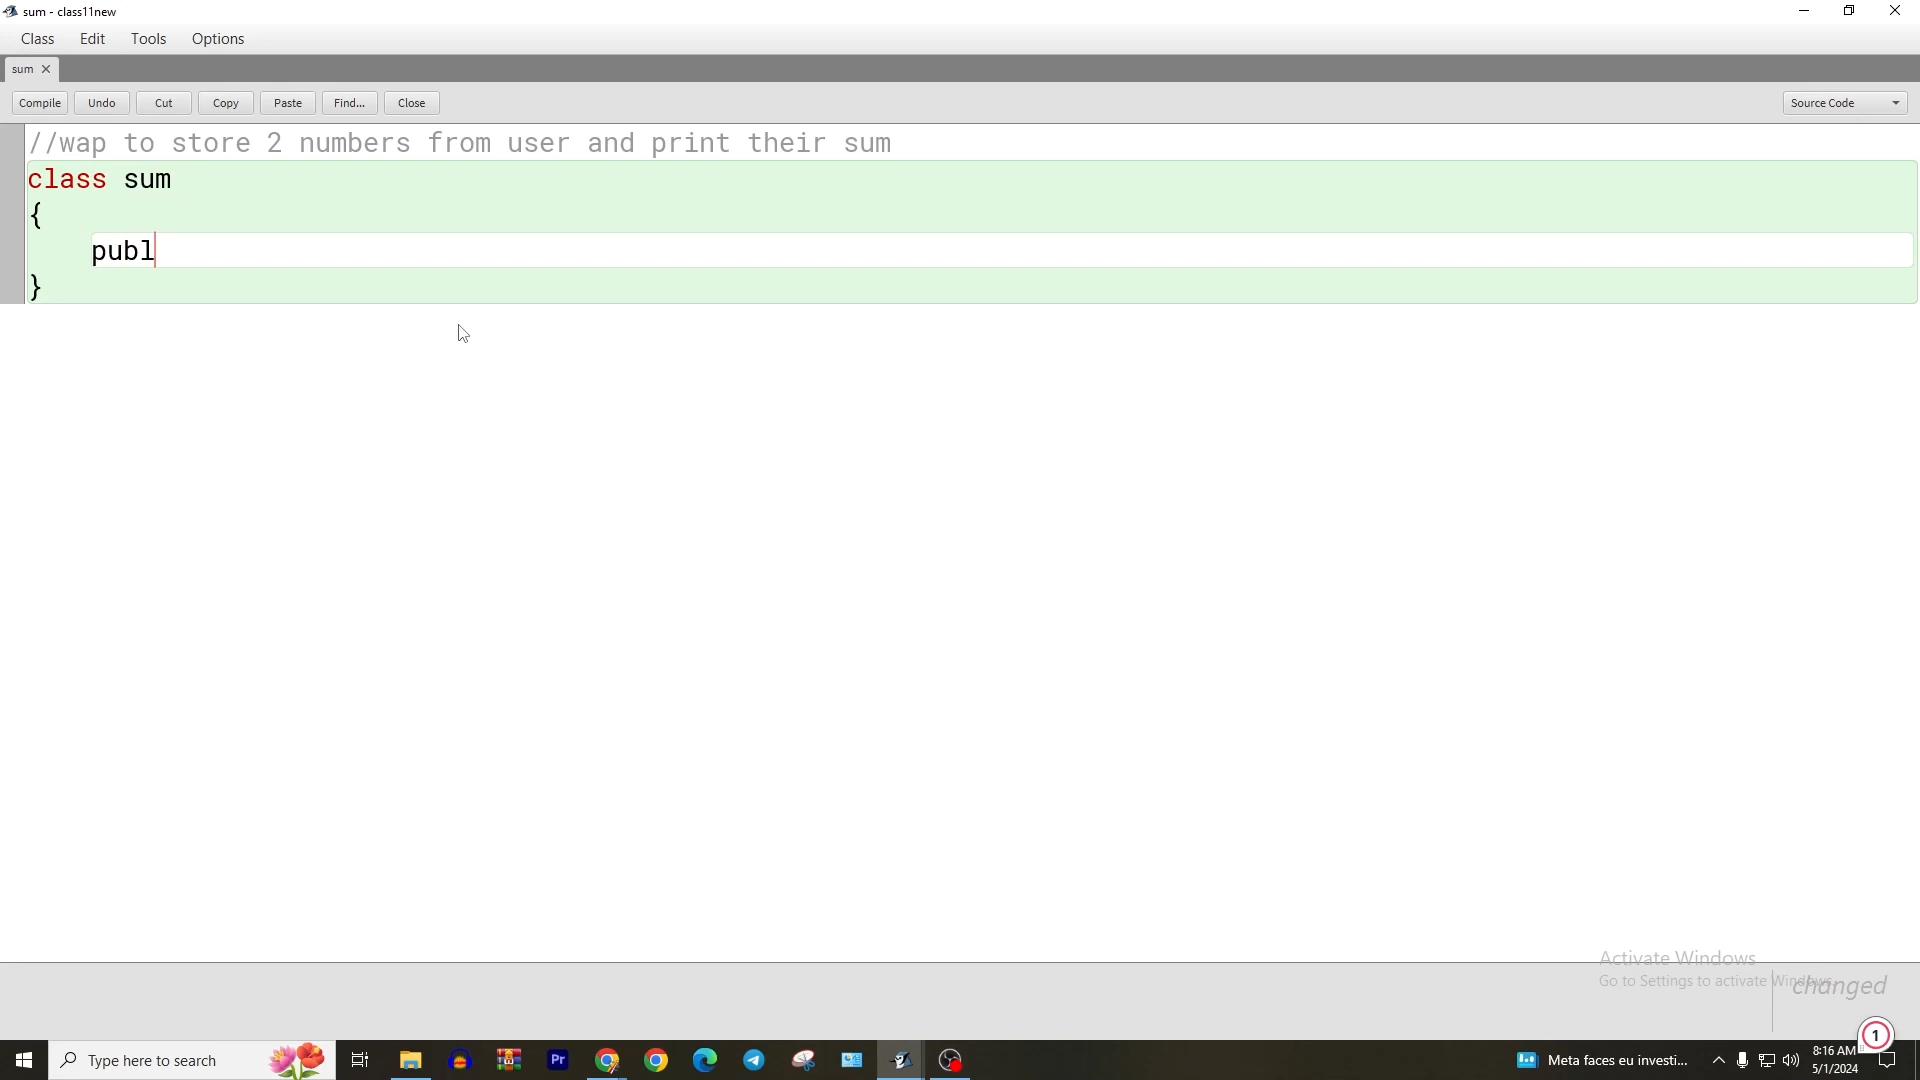 sum - class11new
Class Edit Tools Options
sum
Compile Undo Cut Copy Paste Find... Close Source Code
//wap to store 2 numbers from user and print their sum
class sum
{
publ
}
Activate Windows
Go to Settings to activate Windows.
changed
1
Type here to search
Pr
Meta faces eu investi...
8:16 AM
5/1/2024